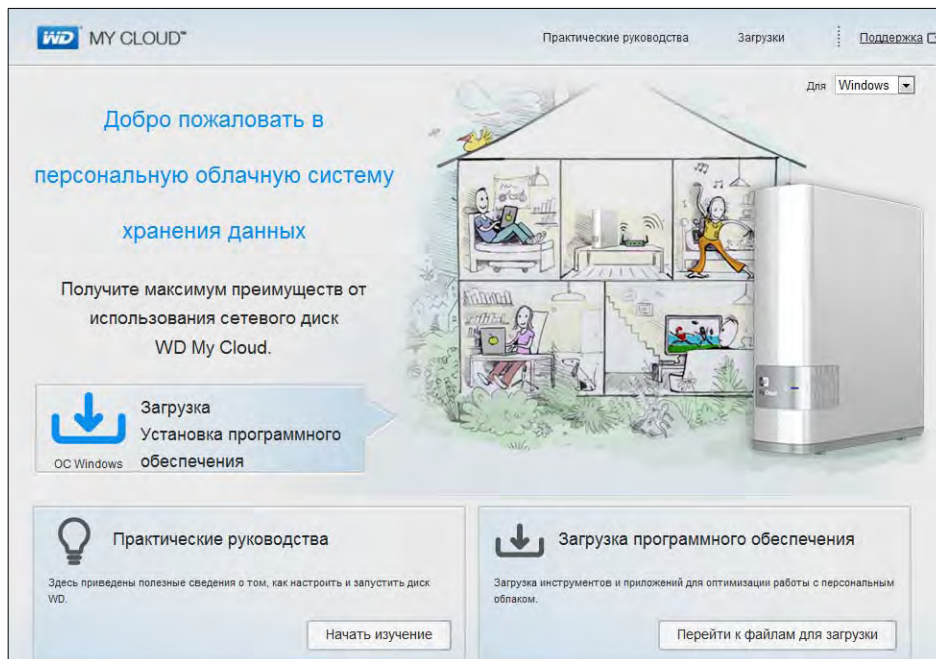 WD MY CLOUD™
Практические руководства
Загрузки
Поддержка
Для Windows
Добро пожаловать в
персональную облачную систему
хранения данных
Получите максимум преимуществ от
использования сетевого диск
WD My Cloud.
Загрузка
Установка программного
обеспечения
ОС Windows
Практические руководства
Здесь приведены полезные сведения о том, как настроить и запустить диск
WD.
Начать изучение
Загрузка программного обеспечения
Загрузка инструментов и приложений для оптимизации работы с персональным
облаком.
Перейти к файлам для загрузки